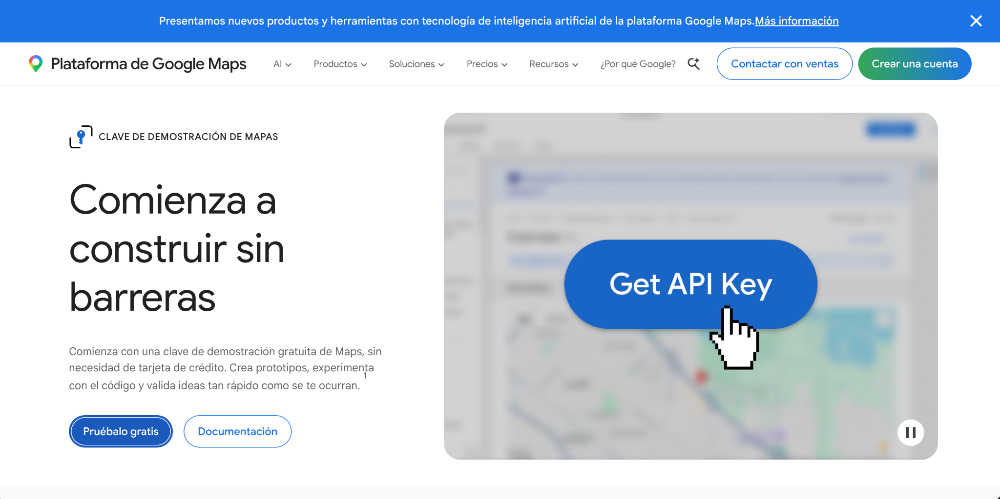 Presentamos nuevos productos y herramientas con tecnología de inteligencia artificial de la plataforma Google Maps.Más información
Plataforma de Google Maps
AI
Productos
Soluciones
Precios
Recursos
¿Por qué Google?
Contactar con ventas
Crear una cuenta
CLAVE DE DEMOSTRACIÓN DE MAPAS
Comienza a
construir sin
barreras
Comienza con una clave de demostración gratuita de Maps, sin
necesidad de tarjeta de crédito. Crea prototipos, experimenta
con el código y valida ideas tan rápido como se te ocurran.1
Pruébalo gratis
Documentación
Get API Key